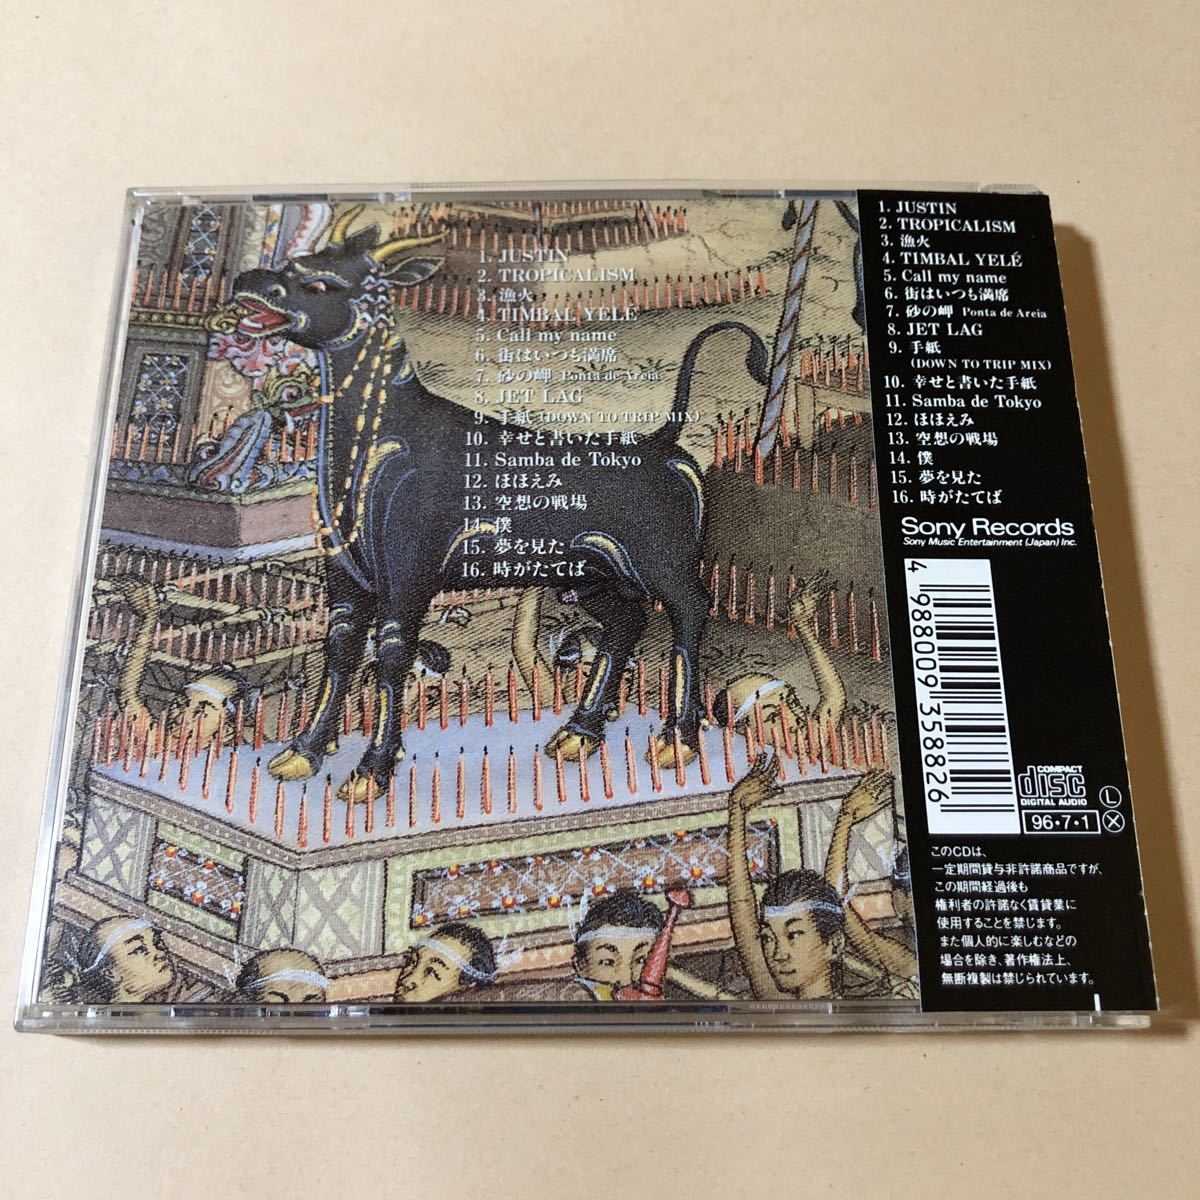 1. JUSTIN
2. TROPICALISM
3. 漁火
4. TIMBAL YELÉ
5. Call my name
6. 街はいつも満席
7. 砂の岬 Ponta de Areia
8. JET LAG
9. 手紙 (DOWN TO TRIP MIX)
10. 幸せと書いた手紙
11. Samba de Tokyo
12. ほほえみ
13. 空想の戦場
14. 僕
15. 夢を見た
16. 時がたてば
1. JUSTIN
2. TROPICALISM
3. 漁火
4. TIMBAL YELÉ
5. Call my name
6. 街はいつも満席
7. 砂の岬 Ponta de Areia
8. JET LAG
9. 手紙
(DOWN TO TRIP MIX)
10. 幸せと書いた手紙
11. Samba de Tokyo
12. ほほえみ
13. 空想の戦場
14. 僕
15. 夢を見た
16. 時がたてば
Sony Records
Sony Music Entertainment (Japan) Inc.
4 988009 358826
COMPACT
disc
DIGITAL AUDIO
96・7・1
L
X
このCDは、
一定期間貸与非許諾商品ですが、
この期間経過後も
権利者の許諾なく賃貸業に
使用することを禁じます。
また個人的に楽しむなどの
場合を除き、著作権法上、
無断複製は禁じられています。